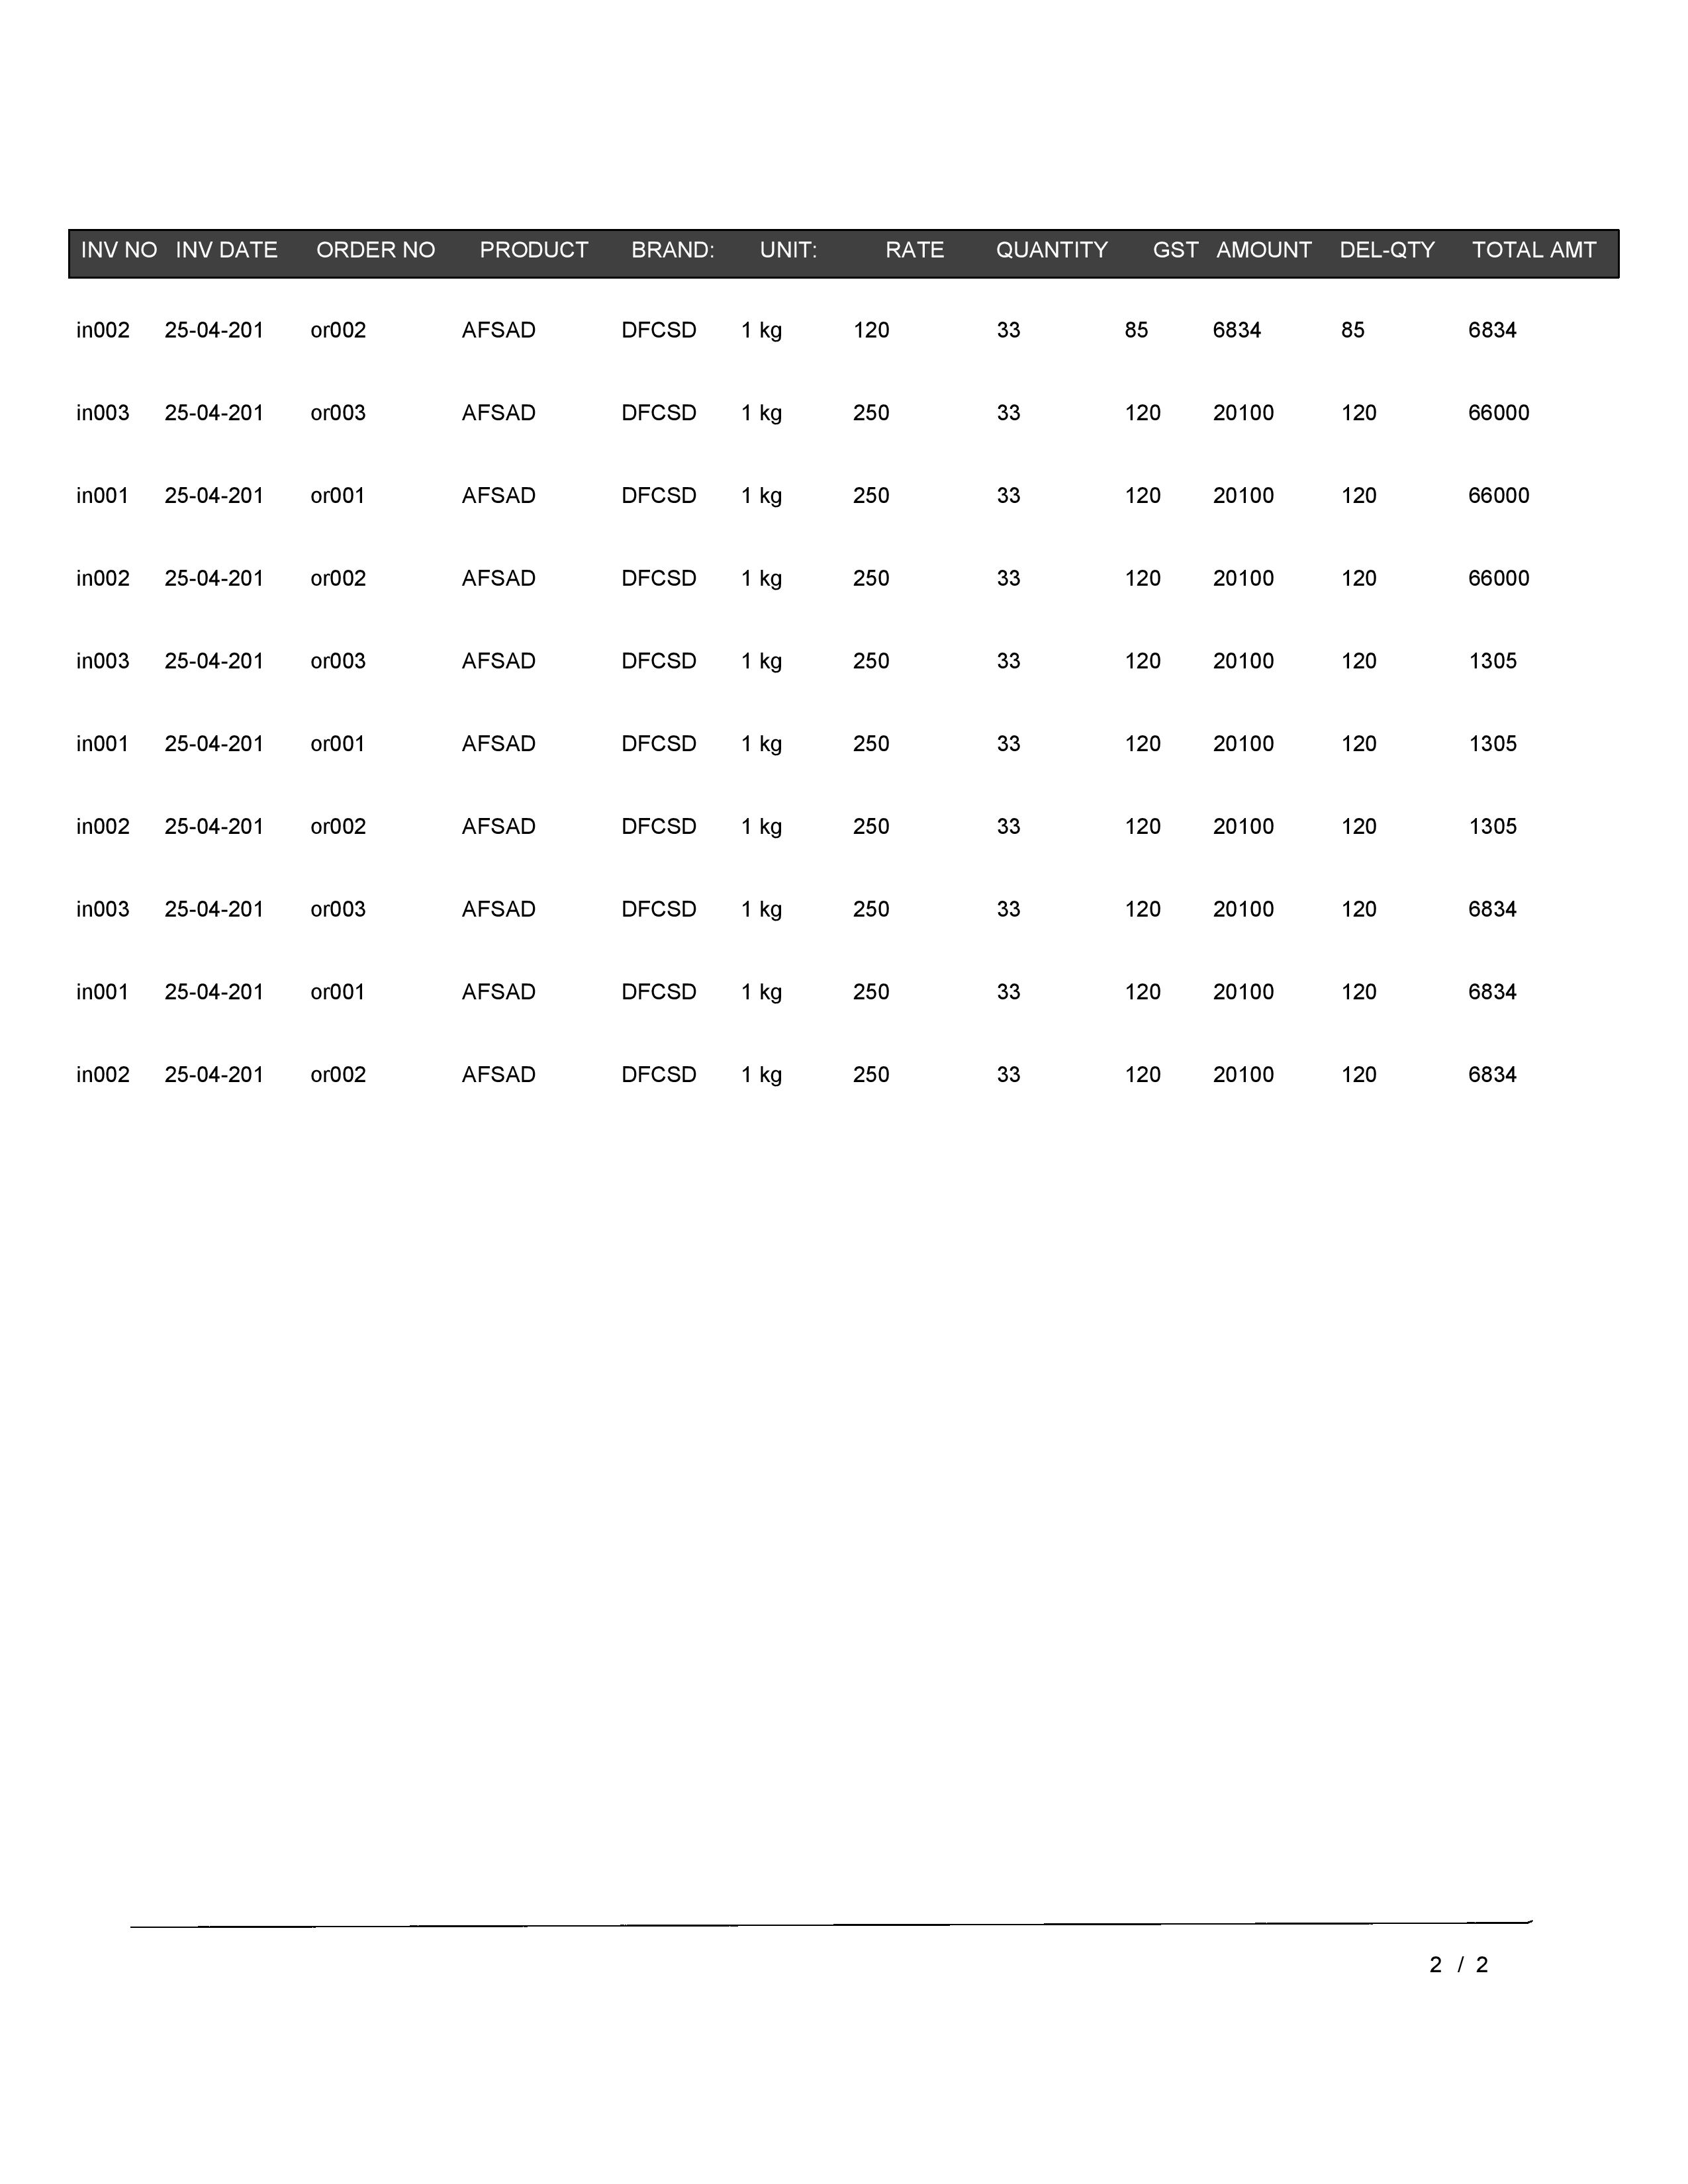 INV NO INV DATE ORDER NO PRODUCT BRAND: UNIT: RATE QUANTITY GST AMOUNT DEL-QTY TOTAL AMT
in002 25-04-201 or002 AFSAD DFCSD 1 kg 120 33 85 6834 85 6834
in003 25-04-201 or003 AFSAD DFCSD 1 kg 250 33 120 20100 120 66000
in001 25-04-201 or001 AFSAD DFCSD 1 kg 250 33 120 20100 120 66000
in002 25-04-201 or002 AFSAD DFCSD 1 kg 250 33 120 20100 120 66000
in003 25-04-201 or003 AFSAD DFCSD 1 kg 250 33 120 20100 120 1305
in001 25-04-201 or001 AFSAD DFCSD 1 kg 250 33 120 20100 120 1305
in002 25-04-201 or002 AFSAD DFCSD 1 kg 250 33 120 20100 120 1305
in003 25-04-201 or003 AFSAD DFCSD 1 kg 250 33 120 20100 120 6834
in001 25-04-201 or001 AFSAD DFCSD 1 kg 250 33 120 20100 120 6834
in002 25-04-201 or002 AFSAD DFCSD 1 kg 250 33 120 20100 120 6834
2 / 2